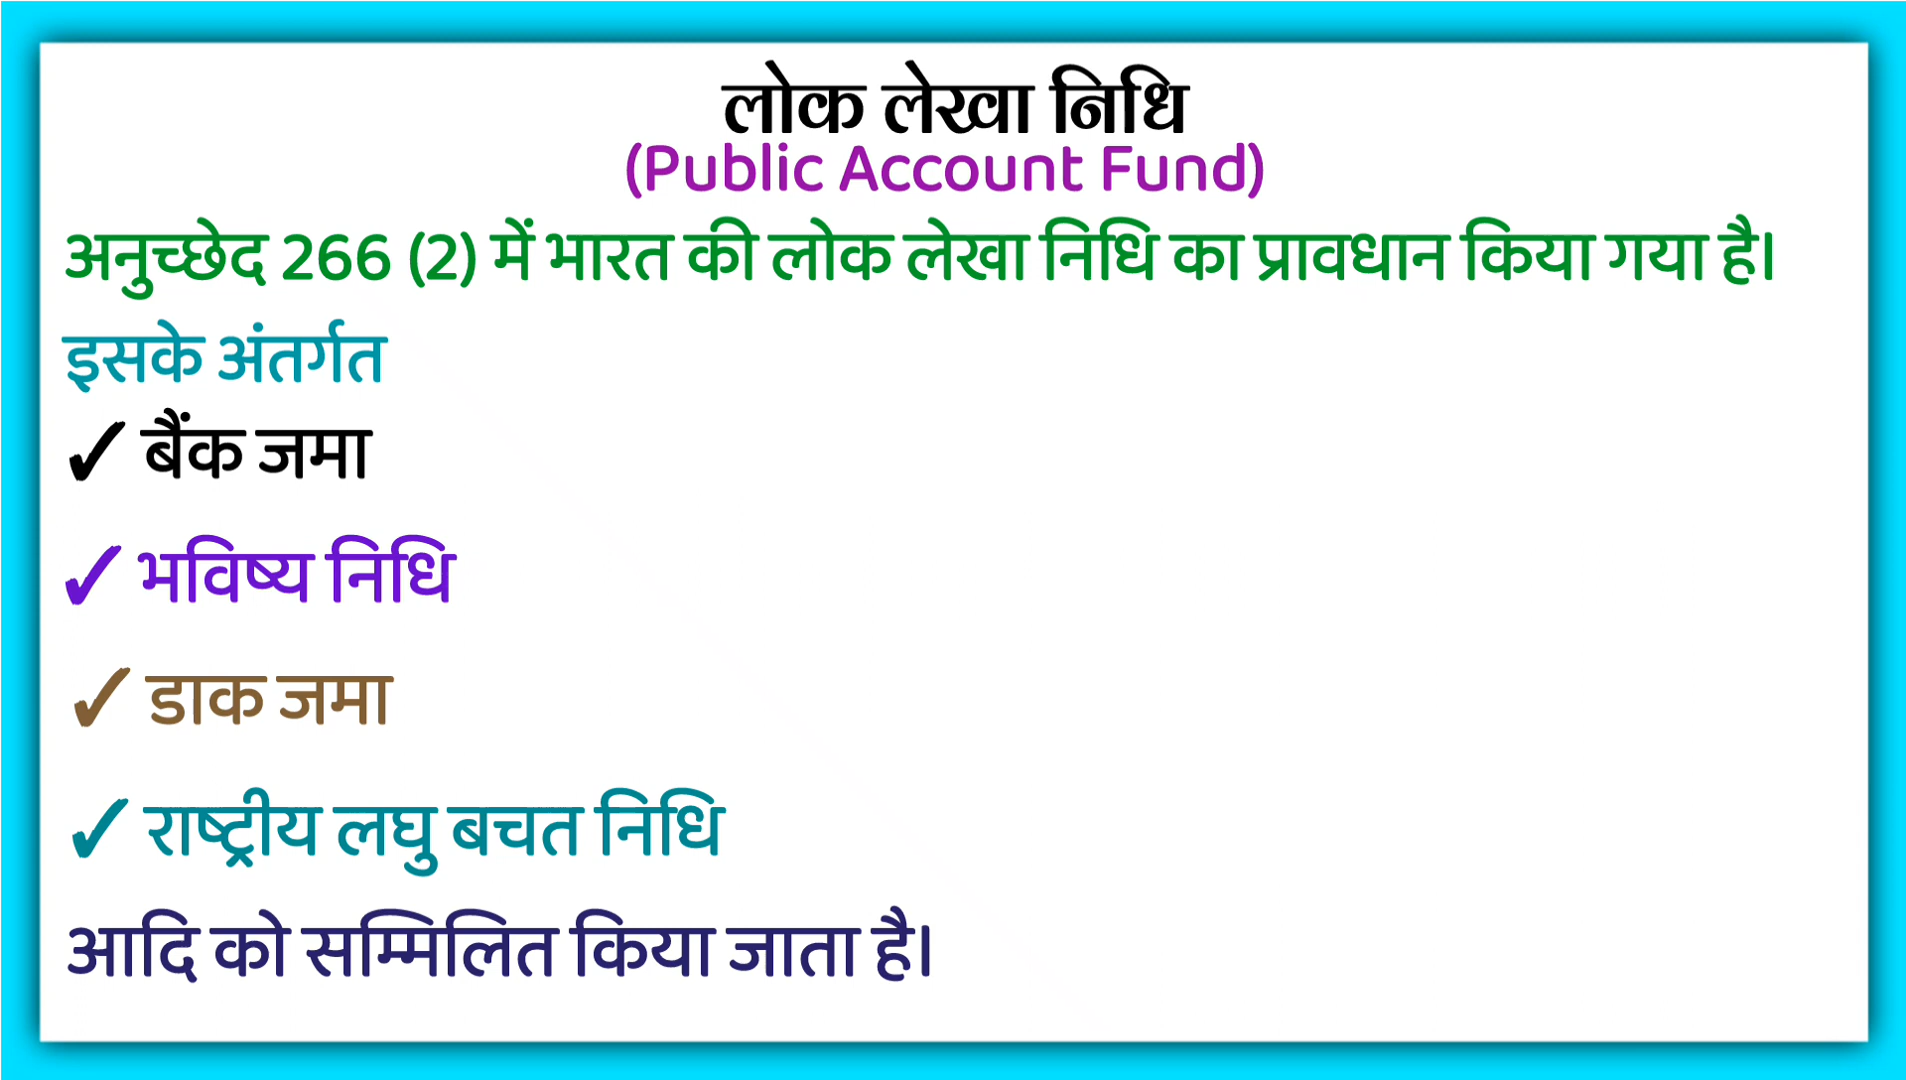 लोक लेखा निधि
(Public Account Fund)
अनुच्छेद 266 (2) में भारत की लोक लेखा निधि का प्रावधान किया गया है।
इसके अंतर्गत
✓ बैंक जमा
✓ भविष्य निधि
✓ डाक जमा
✓ राष्ट्रीय लघु बचत निधि
आदि को सम्मिलित किया जाता है।